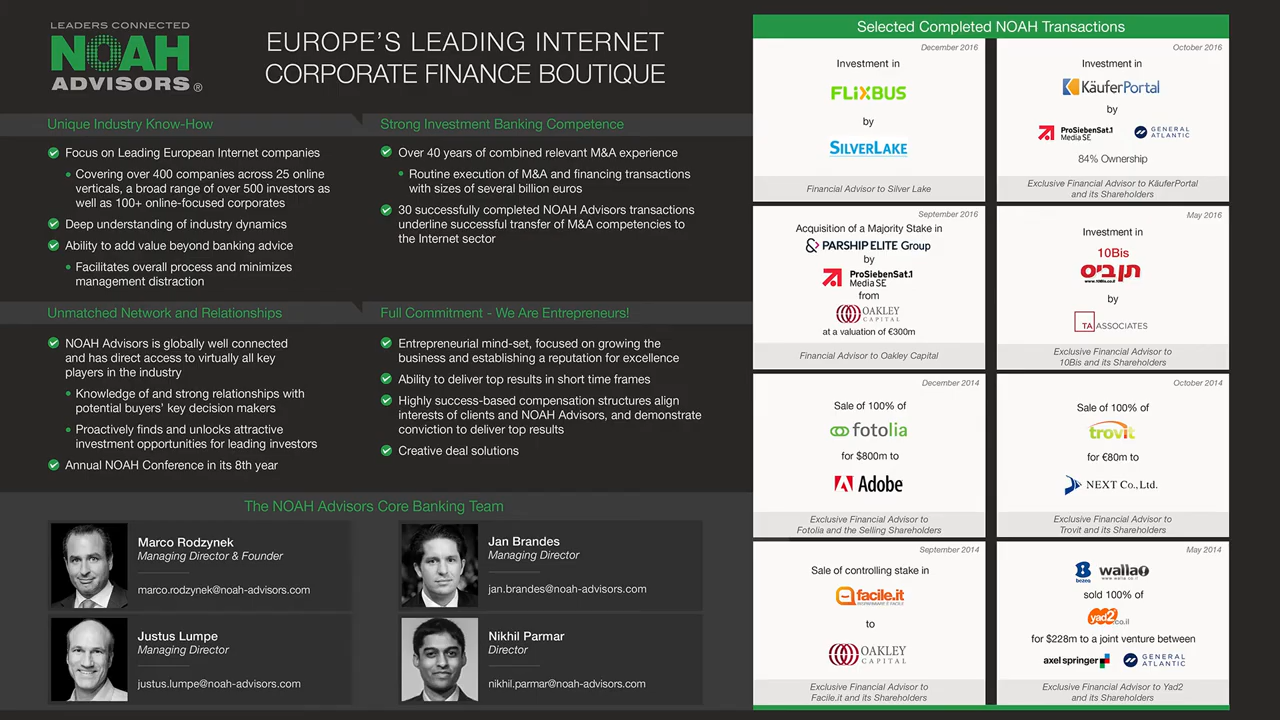 LEADERS CONNECTED
NOAH
ADVISORS®
EUROPE'S LEADING INTERNET
CORPORATE FINANCE BOUTIQUE
Unique Industry Know-How
Focus on Leading European Internet companies
• Covering over 400 companies across 25 online
verticals, a broad range of over 500 investors as
well as 100+ online-focused corporates
Deep understanding of industry dynamics
Ability to add value beyond banking advice
• Facilitates overall process and minimizes
management distraction
Strong Investment Banking Competence
Over 40 years of combined relevant M&A experience
• Routine execution of M&A and financing transactions
with sizes of several billion euros
30 successfully completed NOAH Advisors transactions
underline successful transfer of M&A competencies to
the Internet sector
Unmatched Network and Relationships
NOAH Advisors is globally well connected
and has direct access to virtually all key
players in the industry
• Knowledge of and strong relationships with
potential buyers' key decision makers
• Proactively finds and unlocks attractive
investment opportunities for leading investors
Annual NOAH Conference in its 8th year
Full Commitment - We Are Entrepreneurs!
Entrepreneurial mind-set, focused on growing the
business and establishing a reputation for excellence
Ability to deliver top results in short time frames
Highly success-based compensation structures align
interests of clients and NOAH Advisors, and demonstrate
conviction to deliver top results
Creative deal solutions
The NOAH Advisors Core Banking Team
Marco Rodzynek
Managing Director & Founder
marco.rodzynek@noah-advisors.com
Jan Brandes
Managing Director
jan.brandes@noah-advisors.com
Justus Lumpe
Managing Director
justus.lumpe@noah-advisors.com
Nikhil Parmar
Director
nikhil.parmar@noah-advisors.com
Selected Completed NOAH Transactions
December 2016
Investment in
FLiXBUS
by
SILVERLAKE
Financial Advisor to Silver Lake
October 2016
Investment in
KäuferPortal
by
ProSiebenSat.1
Media SE
GENERAL
ATLANTIC
84% Ownership
Exclusive Financial Advisor to KäuferPortal
and its Shareholders
September 2016
Acquisition of a Majority Stake in
PARSHIP ELITE Group
by
ProSiebenSat.1
Media SE
from
OAKLEY
CAPITAL
at a valuation of €300m
Financial Advisor to Oakley Capital
May 2016
Investment in
10Bis
תן ביס
www.10Bis.co.il
by
TA ASSOCIATES
Exclusive Financial Advisor to
10Bis and its Shareholders
December 2014
Sale of 100% of
fotolia
for $800m to
Adobe
Exclusive Financial Advisor to
Fotolia and the Selling Shareholders
October 2014
Sale of 100% of
trovit
for €80m to
NEXT Co., Ltd.
Exclusive Financial Advisor to
Trovit and its Shareholders
September 2014
Sale of controlling stake in
facile.it
RISPARMIARE È FACILE
to
OAKLEY
CAPITAL
Exclusive Financial Advisor to
Facile.it and its Shareholders
May 2014
bezeq
walla!
www.walla.co.il
sold 100% of
yad2.co.il
for $228m to a joint venture between
axel springer
GENERAL
ATLANTIC
Exclusive Financial Advisor to Yad2
and its Shareholders